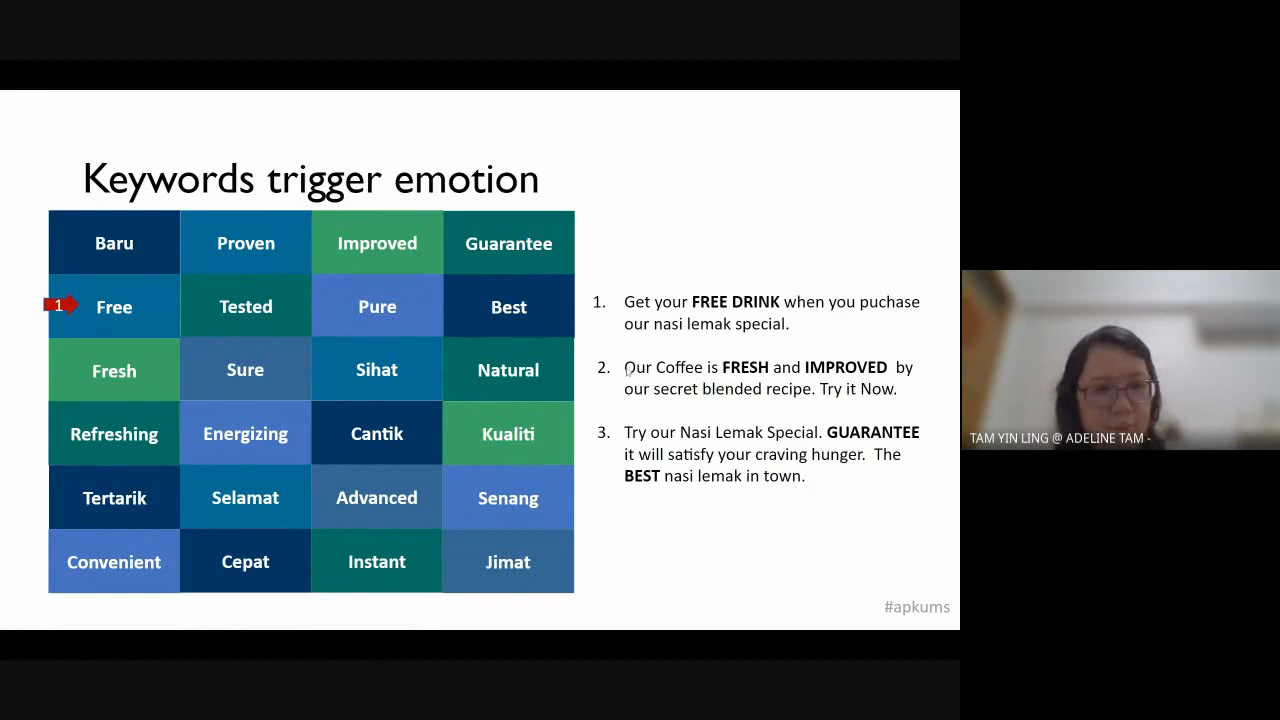 Keywords trigger emotion
Baru Proven Improved Guarantee
1 Free Tested Pure Best
Fresh Sure Sihat Natural
Refreshing Energizing Cantik Kualiti
Tertarik Selamat Advanced Senang
Convenient Cepat Instant Jimat
1. Get your FREE DRINK when you puchase
our nasi lemak special.
2. Our Coffee is FRESH and IMPROVED by
our secret blended recipe. Try it Now.
3. Try our Nasi Lemak Special. GUARANTEE
it will satisfy your craving hunger. The
BEST nasi lemak in town.
#apkums
TAM YIN LING @ ADELINE TAM -